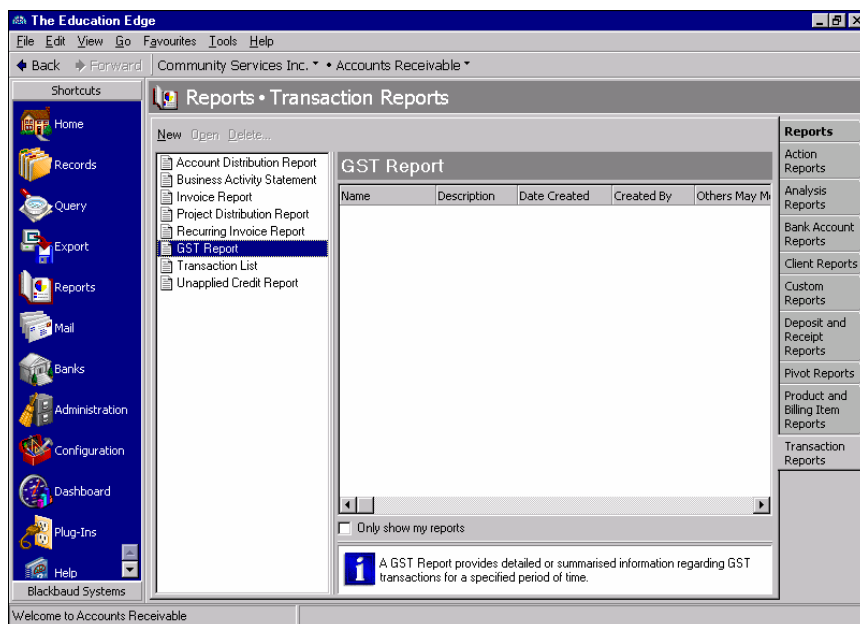 The Education Edge
File Edit View Go Favourites Tools Help
Back Forward Community Services Inc. • Accounts Receivable
Shortcuts
Home
Records
Query
Export
Reports
Mail
Banks
Administration
Configuration
Dashboard
Plug-Ins
Help
Blackbaud Systems
Reports • Transaction Reports
New Open Delete...
Account Distribution Report
Business Activity Statement
Invoice Report
Project Distribution Report
Recurring Invoice Report
GST Report
Transaction List
Unapplied Credit Report
GST Report
Name Description Date Created Created By Others May M
Only show my reports
A GST Report provides detailed or summarised information regarding GST
transactions for a specified period of time.
Reports
Action
Reports
Analysis
Reports
Bank Account
Reports
Client Reports
Custom
Reports
Deposit and
Receipt
Reports
Pivot Reports
Product and
Billing Item
Reports
Transaction
Reports
Welcome to Accounts Receivable